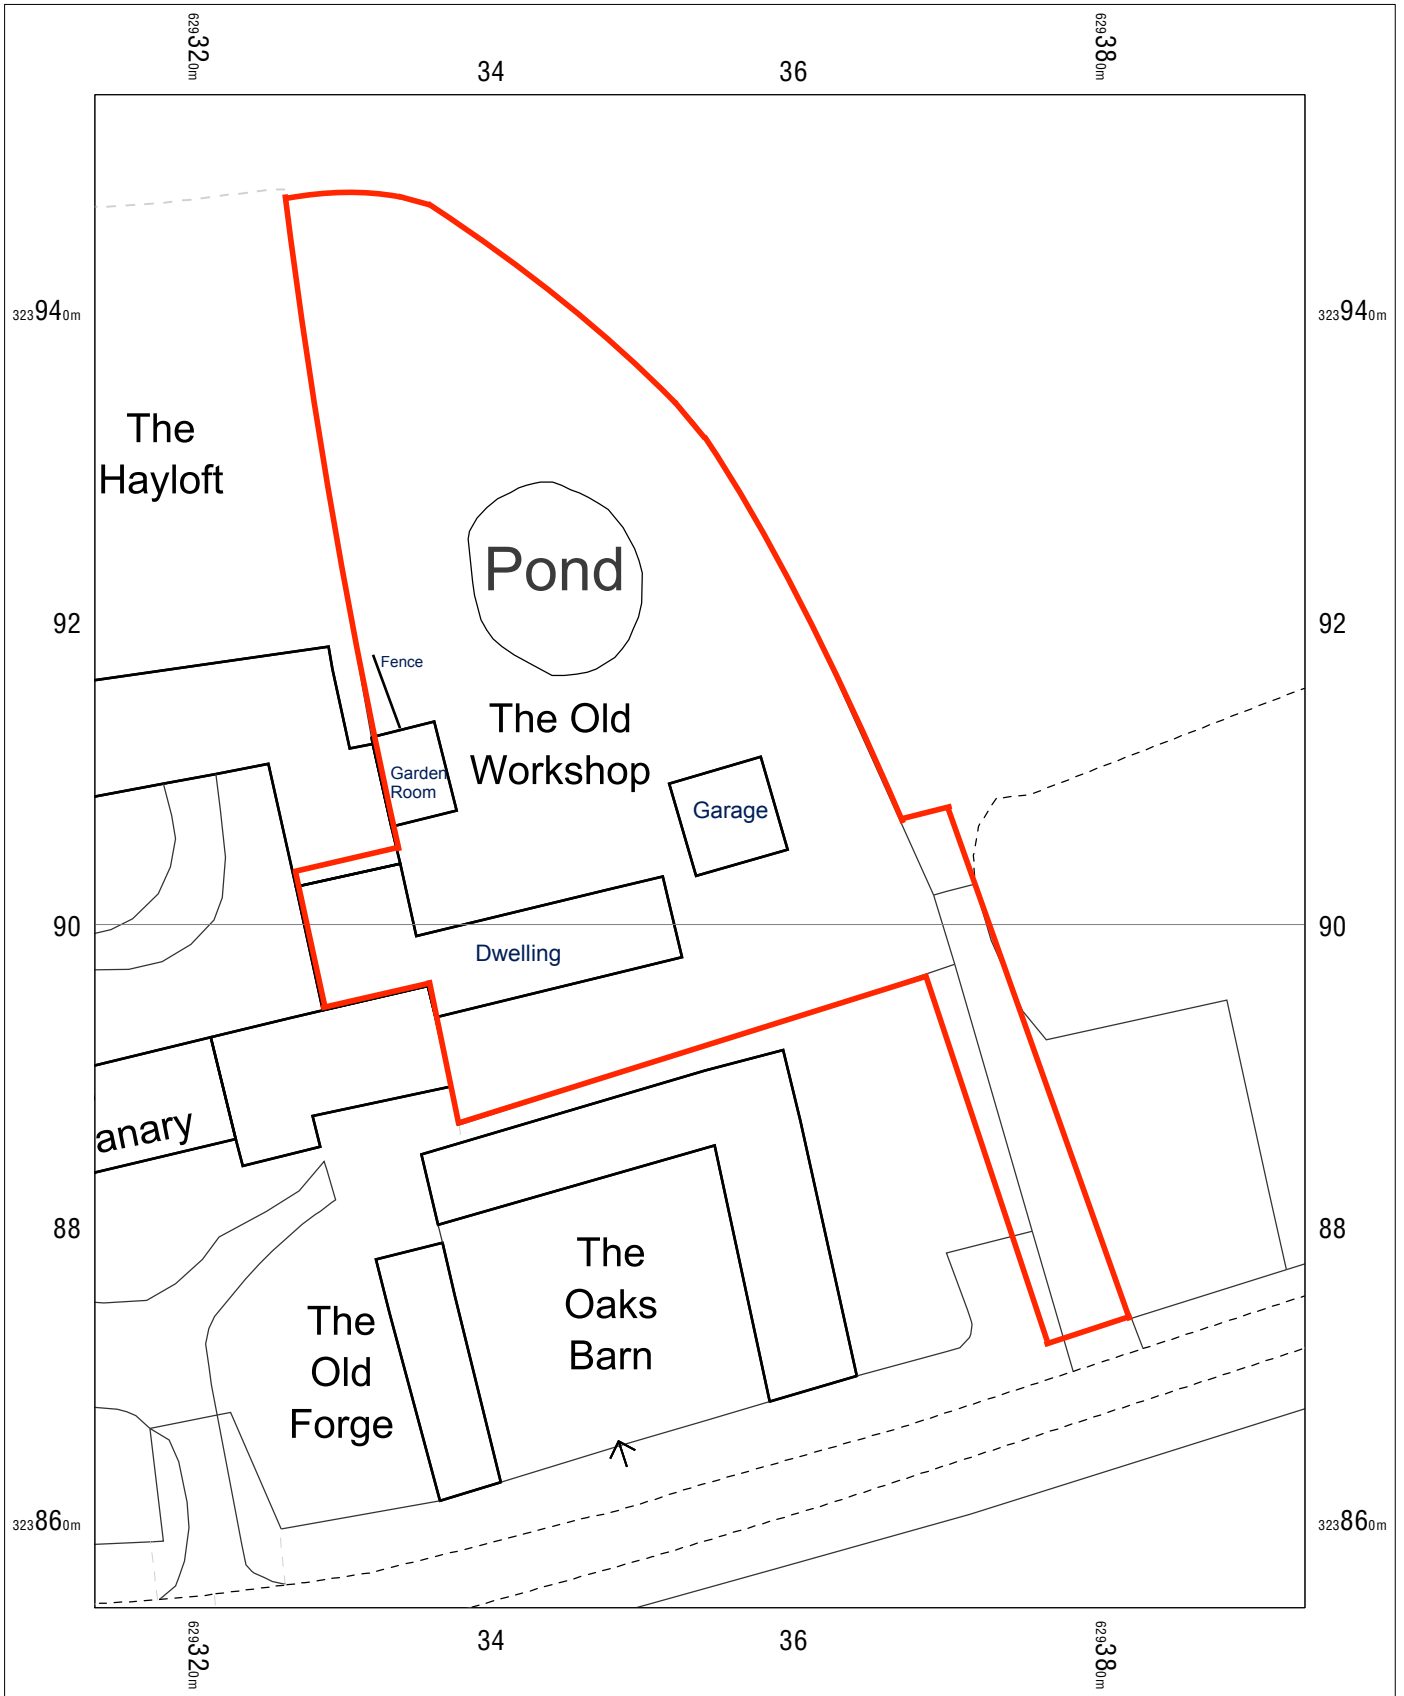 629320m
34
36
629380m
323940m
323940m
The
Hayloft
Pond
92
92
Fence
The Old
Workshop
Garden
Room
Garage
90
90
Dwelling
anary
88
88
The
Oaks
Barn
The
Old
Forge
323860m
323860m
629320m
34
36
629380m